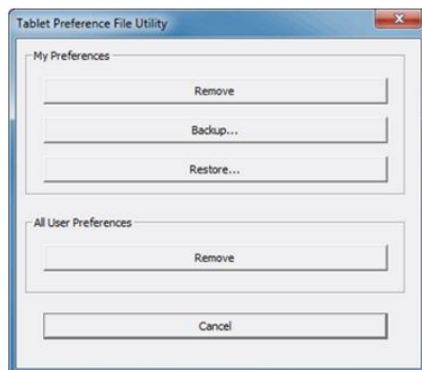 Tablet Preference File Utility
My Preferences
Remove
Backup...
Restore...
All User Preferences
Remove
Cancel